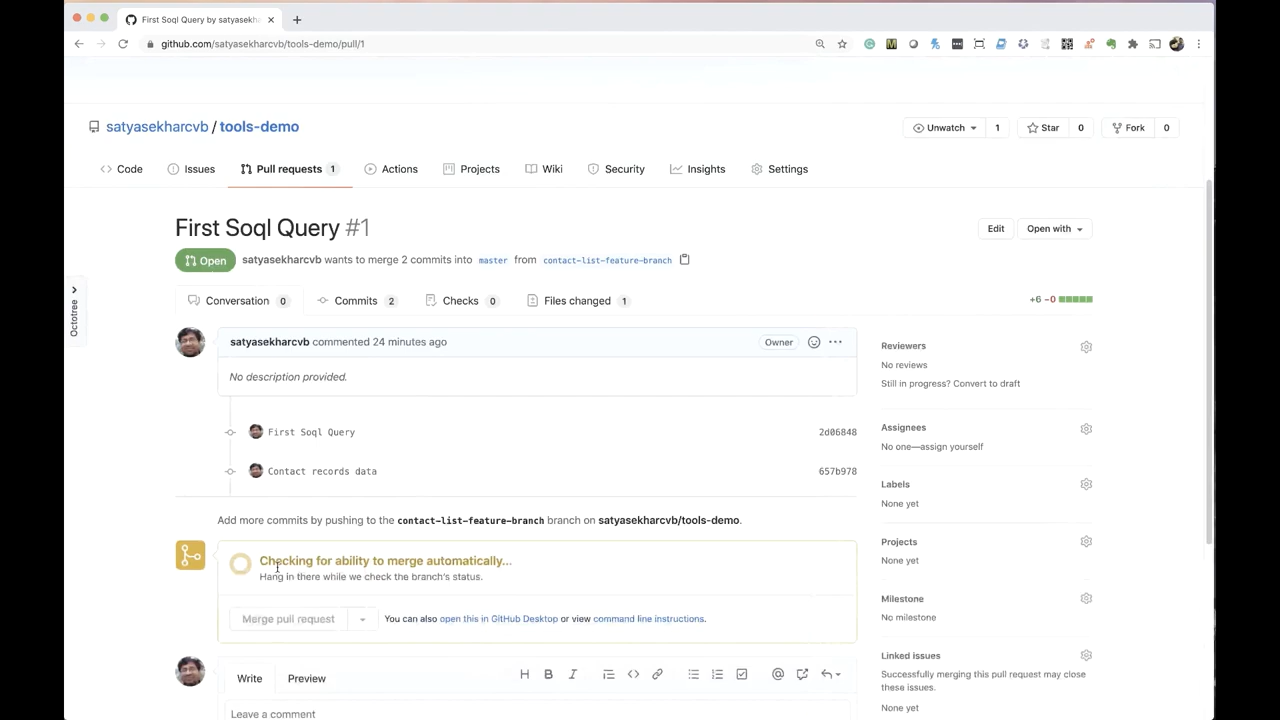 First Soql Query by satyasekharc
github.com/satyasekharcvb/tools-demo/pull/1
satyasekharcvb / tools-demo
Unwatch 1 Star 0 Fork 0
Code Issues Pull requests 1 Actions Projects Wiki Security Insights Settings
First Soql Query #1
Edit Open with
Open satyasekharcvb wants to merge 2 commits into master from contact-list-feature-branch
Conversation 0 Commits 2 Checks 0 Files changed 1 +6 −0
Octotree
satyasekharcvb commented 24 minutes ago Owner
No description provided.
First Soql Query 2d06848
Contact records data 657b978
Add more commits by pushing to the contact-list-feature-branch branch on satyasekharcvb/tools-demo.
Checking for ability to merge automatically...
Hang in there while we check the branch's status.
Merge pull request You can also open this in GitHub Desktop or view command line instructions.
Write Preview
Leave a comment
Reviewers
No reviews
Still in progress? Convert to draft
Assignees
No one—assign yourself
Labels
None yet
Projects
None yet
Milestone
No milestone
Linked issues
Successfully merging this pull request may close
these issues.
None yet